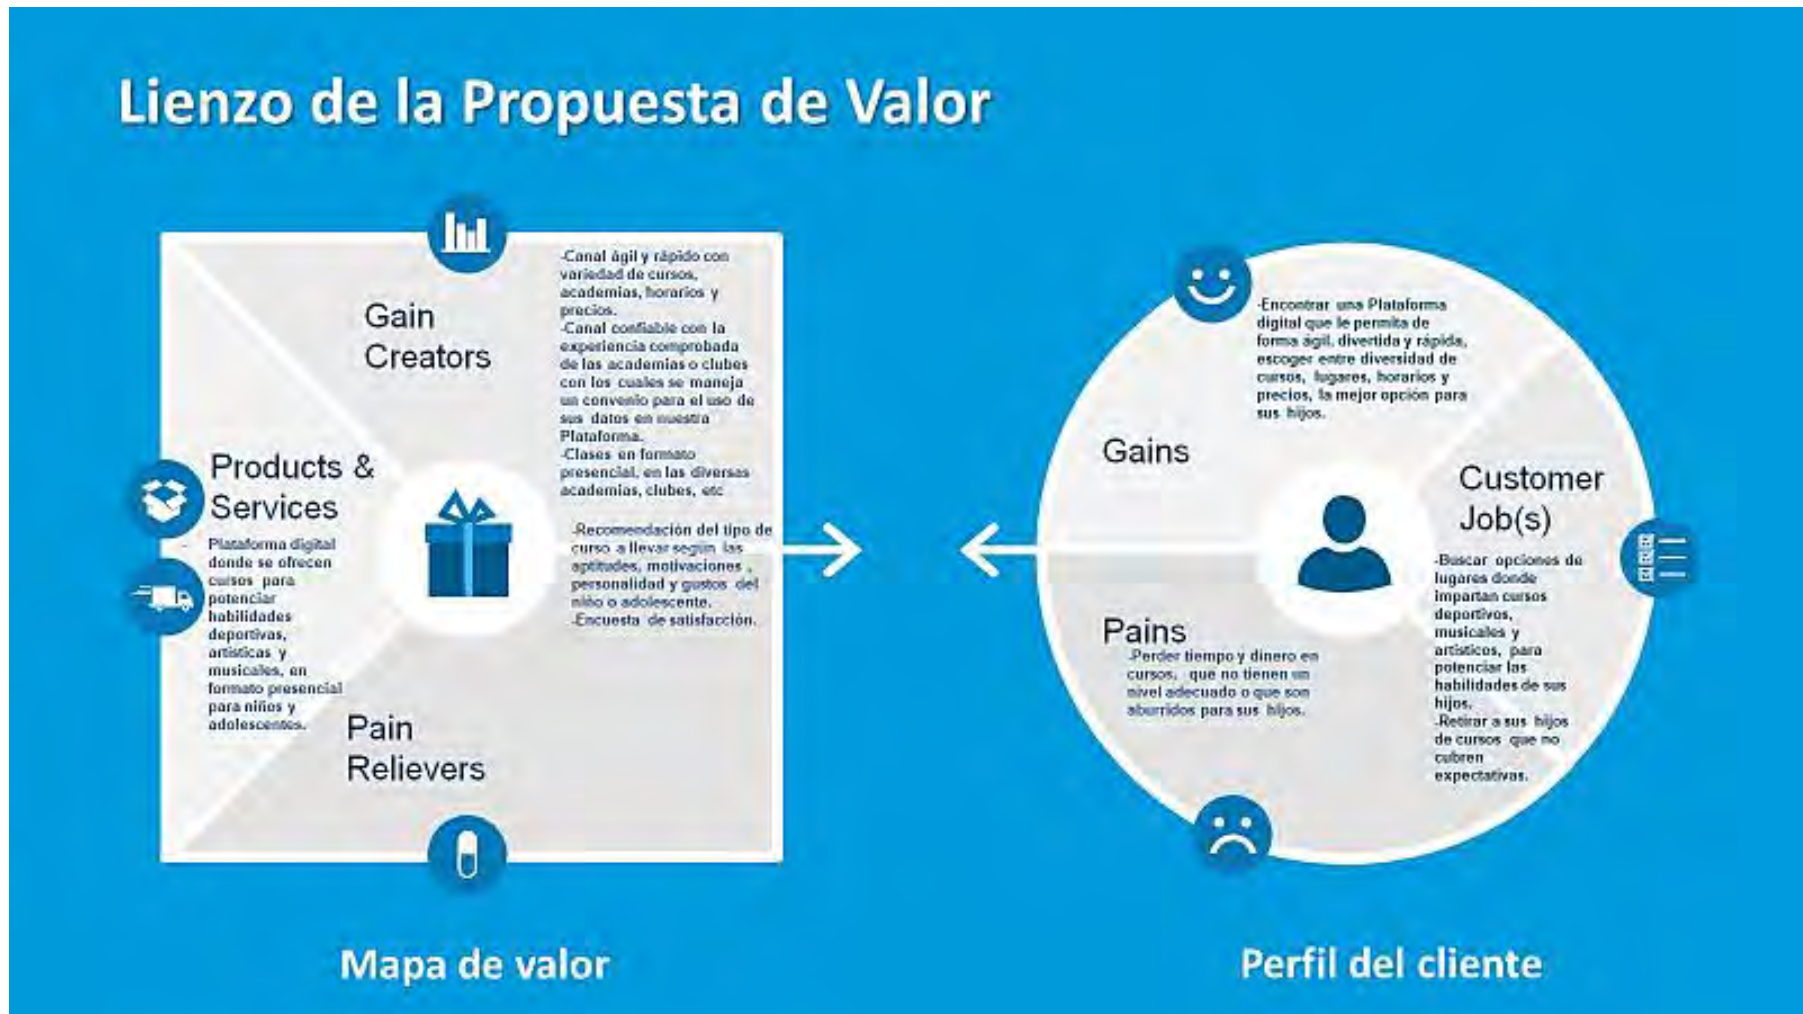 Lienzo de la Propuesta de Valor
Gain
Creators
-Canal ágil y rápido con
variedad de cursos,
academias, horarios y
precios.
-Canal confiable con la
experiencia comprobada
de las academias o clubes
con los cuales se maneja
un convenio para el uso de
sus datos en nuestra
Plataforma.
-Clases en formato
presencial, en las diversas
academias, clubes, etc
Products &
Services
- Plataforma digital
donde se ofrecen
cursos para
potenciar
habilidades
deportivas,
artísticas y
musicales, en
formato presencial
para niños y
adolescentes.
-Recomendación del tipo de
curso a llevar según las
aptitudes, motivaciones ,
personalidad y gustos del
niño o adolescente.
-Encuesta de satisfacción.
Pain
Relievers
Mapa de valor
-Encontrar una Plataforma
digital que le permita de
forma ágil, divertida y rápida,
escoger entre diversidad de
cursos, lugares, horarios y
precios, la mejor opción para
sus hijos.
Gains
Customer
Job(s)
-Buscar opciones de
lugares donde
impartan cursos
deportivos,
musicales y
artísticos, para
potenciar las
habilidades de sus
hijos.
-Retirar a sus hijos
de cursos que no
cubren
expectativas.
Pains
-Perder tiempo y dinero en
cursos, que no tienen un
nivel adecuado o que son
aburridos para sus hijos.
Perfil del cliente